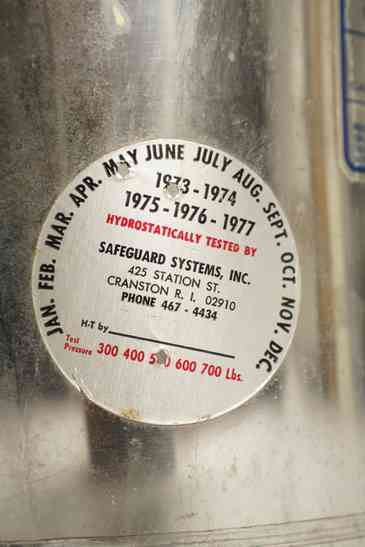 JAN. FEB. MAR. APR. MAY JUNE JULY AUG. SEPT. OCT. NOV. DEC.
1973-1974
1975-1976-1977
HYDROSTATICALLY TESTED BY
SAFEGUARD SYSTEMS, INC.
425 STATION ST.
CRANSTON R. I. 02910
PHONE 467-4434
H-T by
Test Pressure 300 400 500 600 700 Lbs.